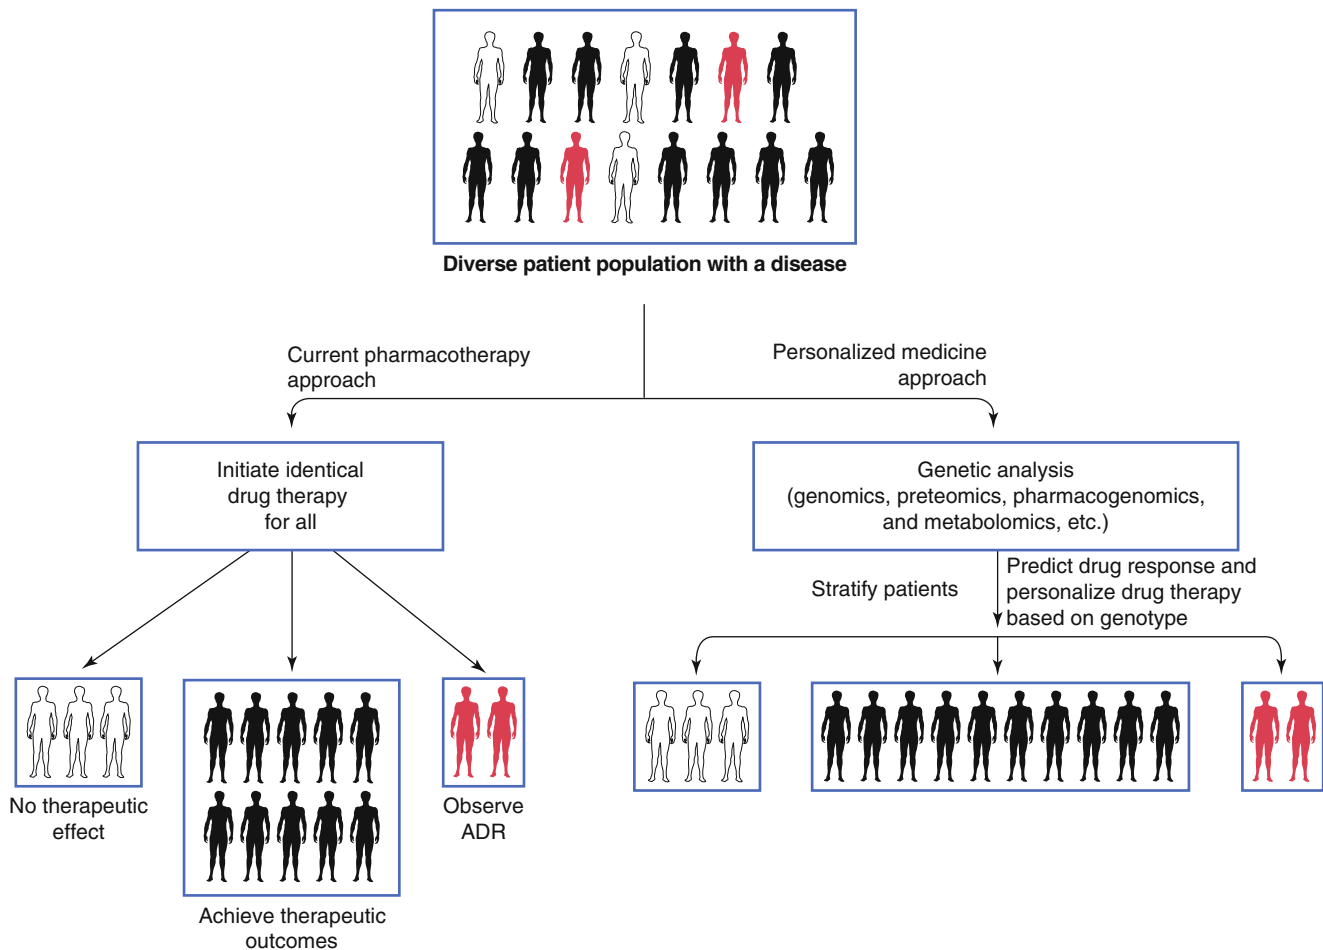 Diverse patient population with a disease
Current pharmacotherapy
approach
Personalized medicine
approach
Initiate identical
drug therapy
for all
Genetic analysis
(genomics, preteomics, pharmacogenomics,
and metabolomics, etc.)
Stratify patients
Predict drug response and
personalize drug therapy
based on genotype
No therapeutic
effect
Achieve therapeutic
outcomes
Observe
ADR